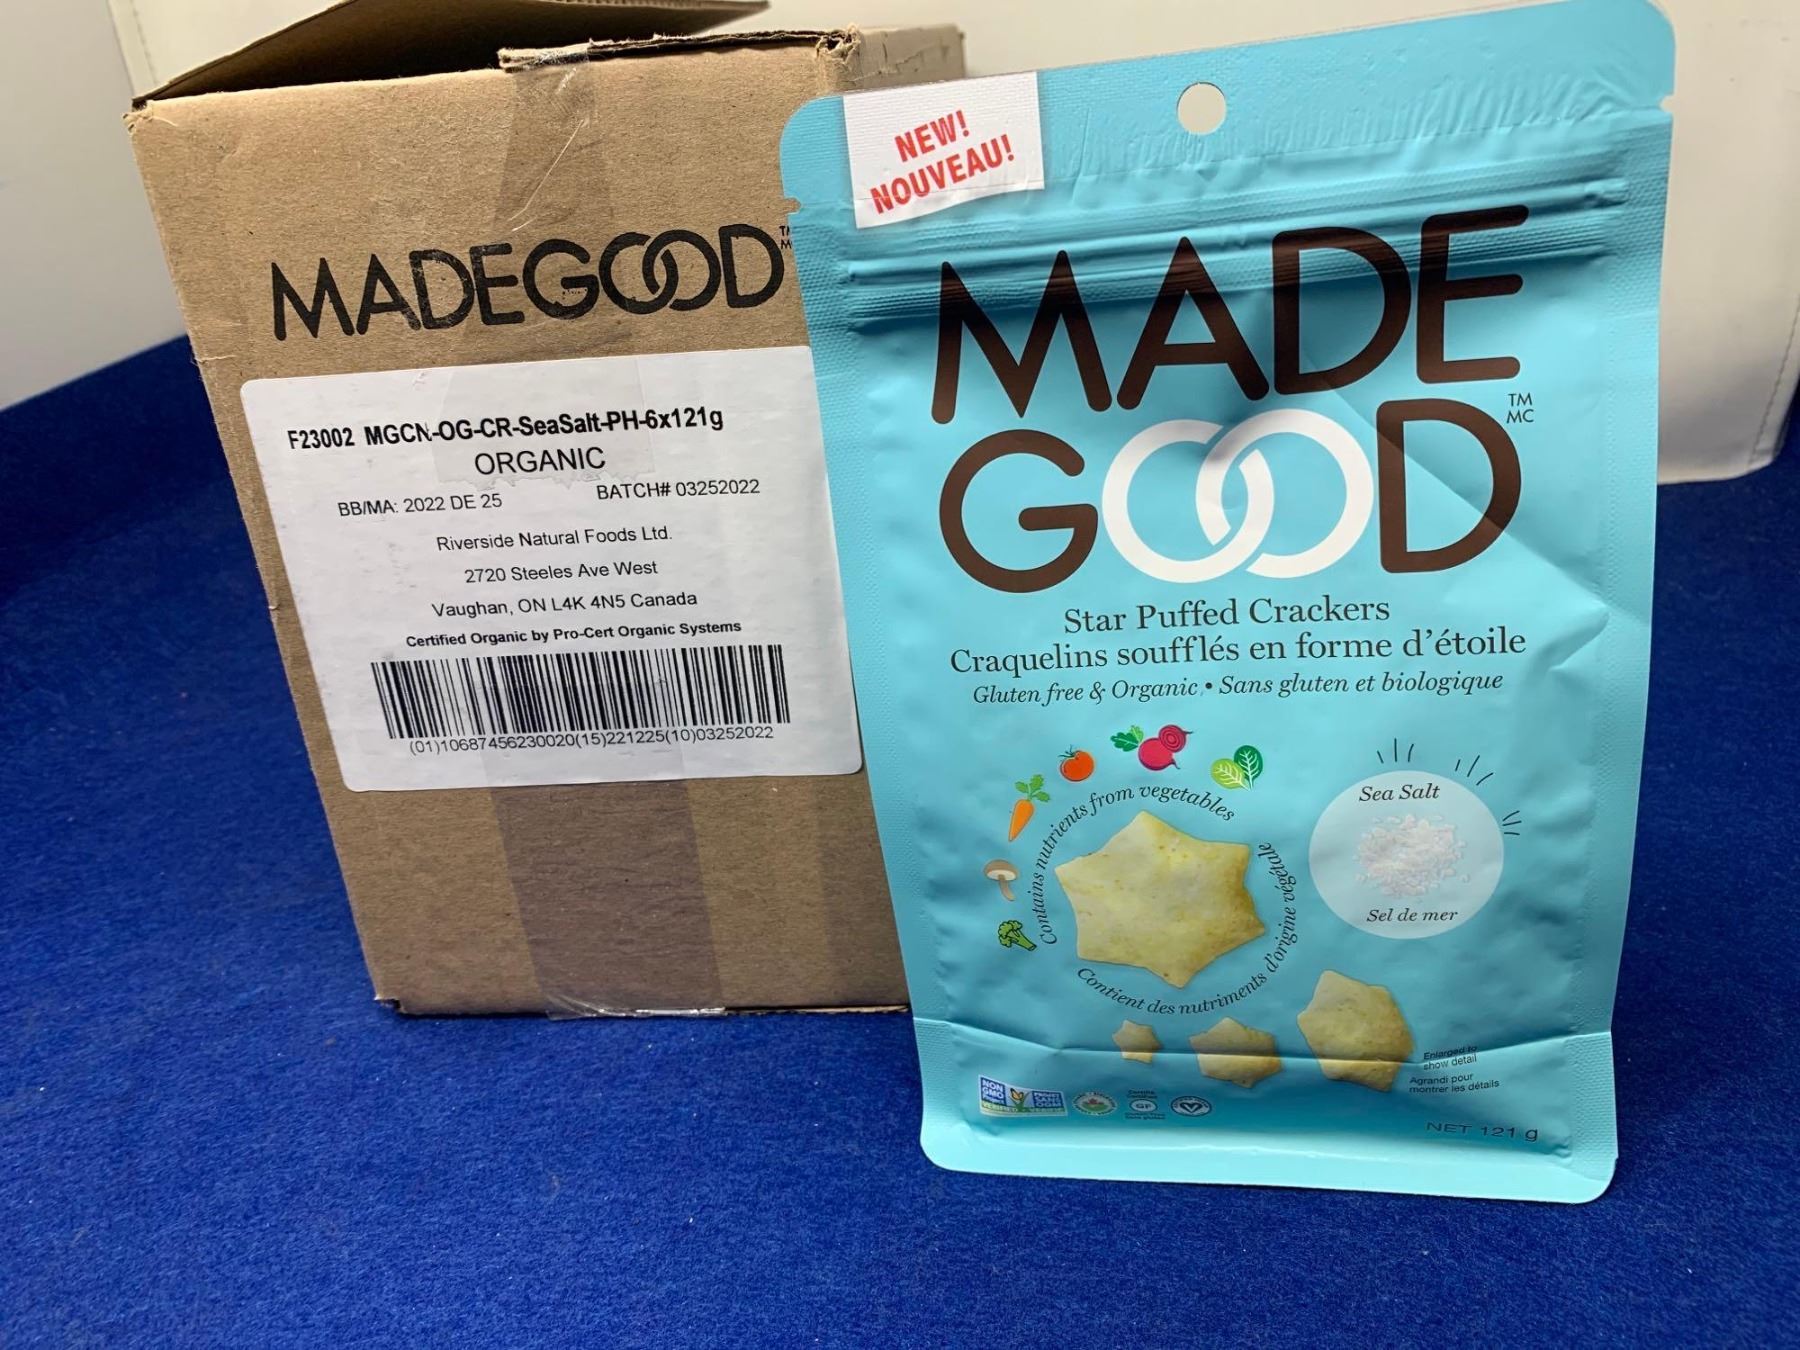 MADEGOOD
F23002 MGCN-OG-CR-SeaSalt-PH-6x121g
ORGANIC
BB/MA: 2022 DE 25
BATCH# 03252022
Riverside Natural Foods Ltd.
2720 Steeles Ave West
Vaughan, ON L4K 4N5 Canada
Certified Organic by Pro-Cert Organic Systems
(01)10687456230020(15)221225(10)03252022
NEW!
NOUVEAU!
MADE
GOOD
TM
MC
Star Puffed Crackers
Craquelins soufflés en forme d'étoile
Gluten free & Organic • Sans gluten et biologique
Contains nutrients from vegetables
Contient des nutriments d'origine végétale
Sea Salt
Sel de mer
Enlarged to
show detail
Agrandi pour
montrer les détails
NON
GMO
VERIFIED
GF
NET 121 g